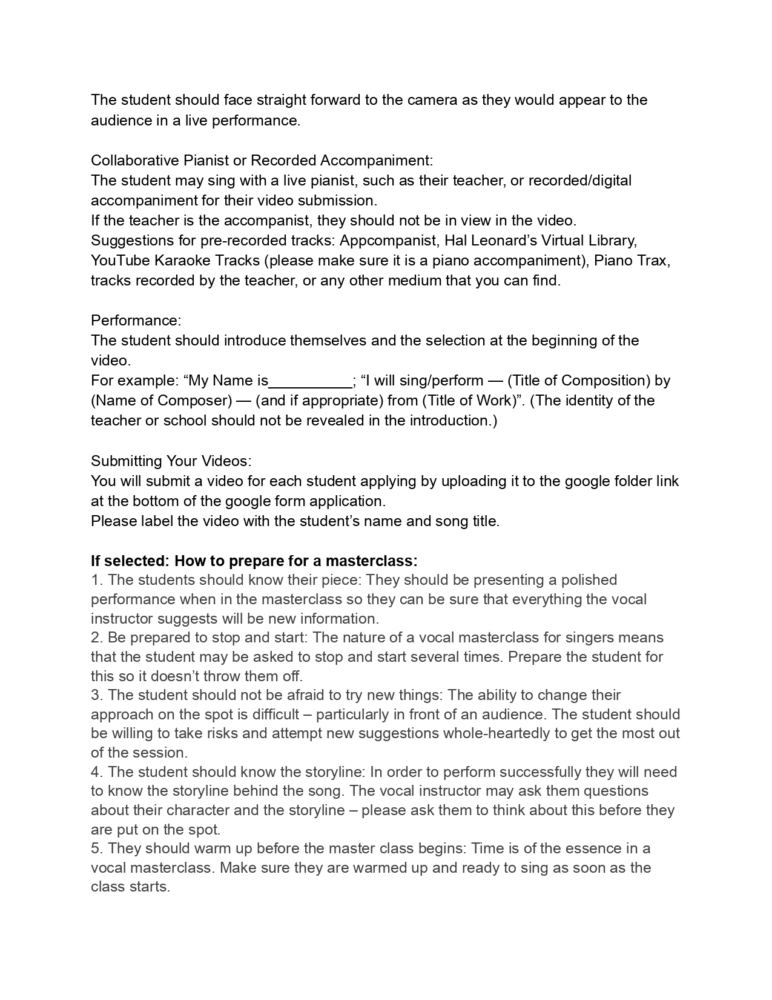 The student should face straight forward to the camera as they would appear to the
audience in a live performance.
Collaborative Pianist or Recorded Accompaniment:
The student may sing with a live pianist, such as their teacher, or recorded/digital
accompaniment for their video submission.
If the teacher is the accompanist, they should not be in view in the video.
Suggestions for pre-recorded tracks: Appcompanist, Hal Leonard’s Virtual Library,
YouTube Karaoke Tracks (please make sure it is a piano accompaniment), Piano Trax,
tracks recorded by the teacher, or any other medium that you can find.
Performance:
The student should introduce themselves and the selection at the beginning of the
video.
For example: “My Name is__________; “I will sing/perform — (Title of Composition) by
(Name of Composer) — (and if appropriate) from (Title of Work)”. (The identity of the
teacher or school should not be revealed in the introduction.)
Submitting Your Videos:
You will submit a video for each student applying by uploading it to the google folder link
at the bottom of the google form application.
Please label the video with the student’s name and song title.
If selected: How to prepare for a masterclass:
1. The students should know their piece: They should be presenting a polished
performance when in the masterclass so they can be sure that everything the vocal
instructor suggests will be new information.
2. Be prepared to stop and start: The nature of a vocal masterclass for singers means
that the student may be asked to stop and start several times. Prepare the student for
this so it doesn’t throw them off.
3. The student should not be afraid to try new things: The ability to change their
approach on the spot is difficult – particularly in front of an audience. The student should
be willing to take risks and attempt new suggestions whole-heartedly to get the most out
of the session.
4. The student should know the storyline: In order to perform successfully they will need
to know the storyline behind the song. The vocal instructor may ask them questions
about their character and the storyline – please ask them to think about this before they
are put on the spot.
5. They should warm up before the master class begins: Time is of the essence in a
vocal masterclass. Make sure they are warmed up and ready to sing as soon as the
class starts.